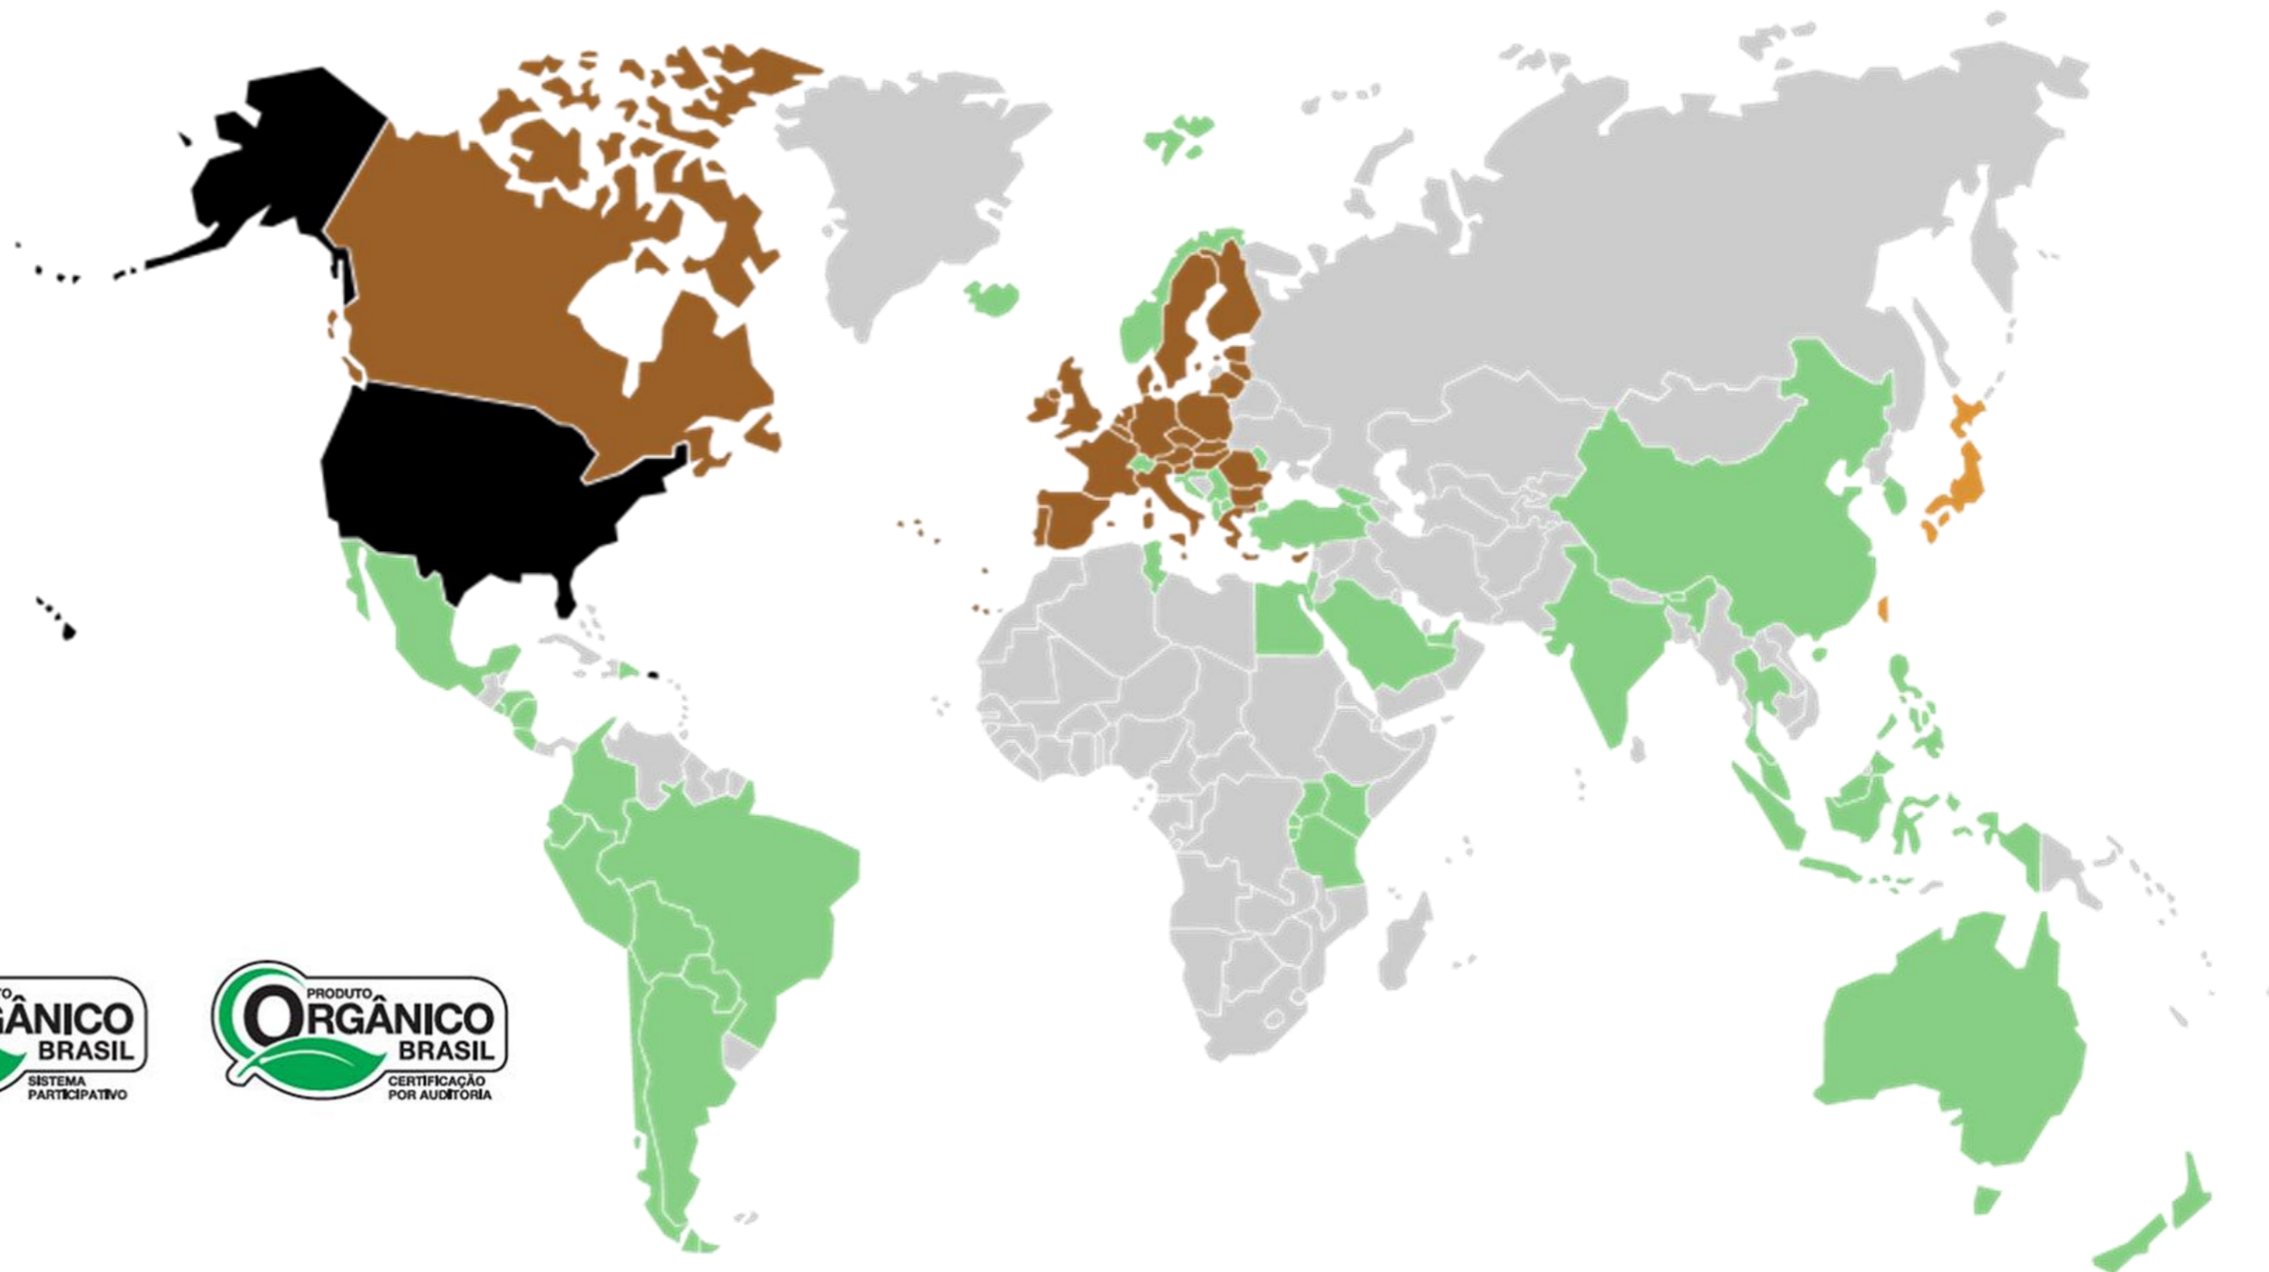 GÂNICO
BRASIL
SISTEMA
PARTICIPATIVO
PRODUTO
ORGÂNICO
BRASIL
CERTIFICAÇÃO
POR AUDITORIA